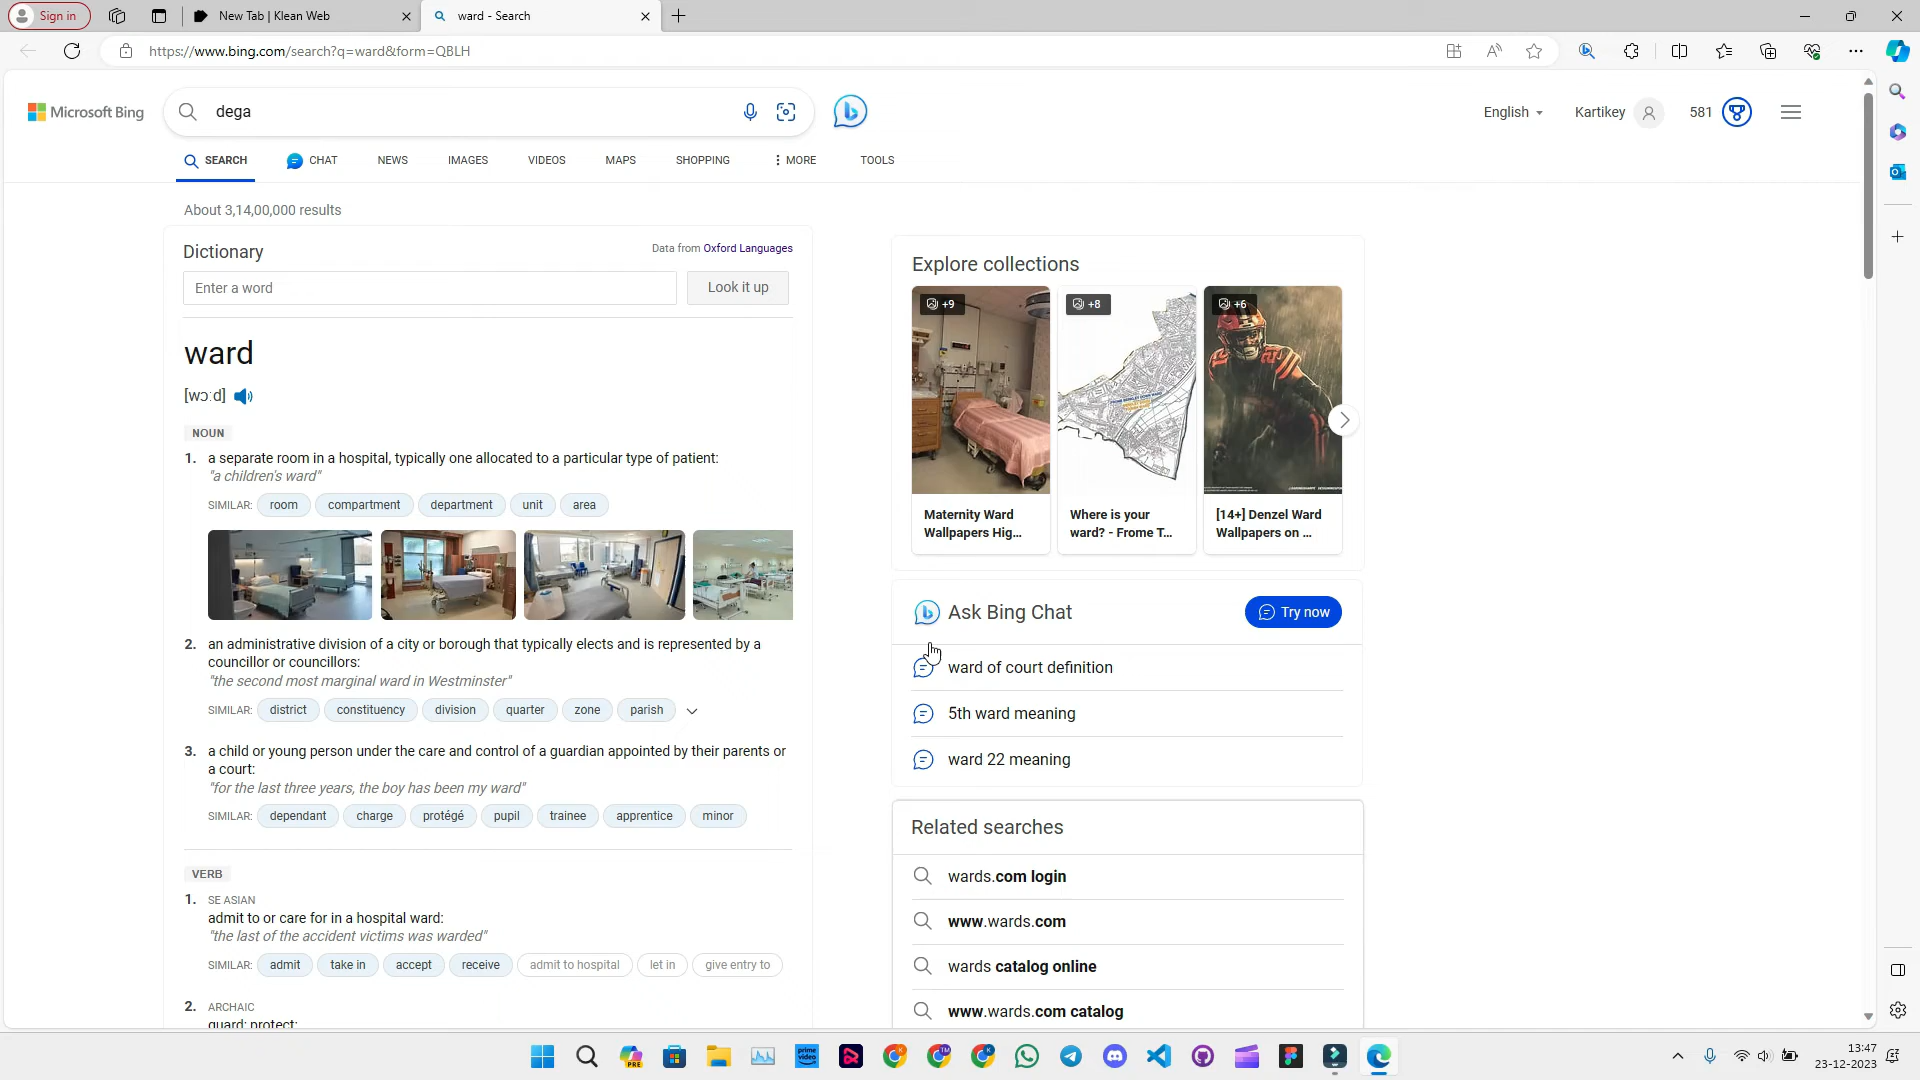 Sign in
New Tab | Klean Web
ward - Search
https://www.bing.com/search?q=ward&form=QBLH
Microsoft Bing
dega
English
Kartikey
581
SEARCH
CHAT
NEWS
IMAGES
VIDEOS
MAPS
SHOPPING
MORE
TOOLS
About 3,14,00,000 results
Dictionary
Data from Oxford Languages
Enter a word
Look it up
ward
[wɔːd]
NOUN
1. a separate room in a hospital, typically one allocated to a particular type of patient:
"a children's ward"
SIMILAR: room compartment department unit area
2. an administrative division of a city or borough that typically elects and is represented by a
councillor or councillors:
"the second most marginal ward in Westminster"
SIMILAR: district constituency division quarter zone parish
3. a child or young person under the care and control of a guardian appointed by their parents or
a court:
"for the last three years, the boy has been my ward"
SIMILAR: dependant charge protégé pupil trainee apprentice minor
VERB
1. SE ASIAN
admit to or care for in a hospital ward:
"the last of the accident victims was warded"
SIMILAR: admit take in accept receive admit to hospital let in give entry to
2. ARCHAIC
guard; protect:
Explore collections
+9
+8
+6
Maternity Ward
Wallpapers Hig...
Where is your
ward? - Frome T...
[14+] Denzel Ward
Wallpapers on ...
Ask Bing Chat
Try now
ward of court definition
5th ward meaning
ward 22 meaning
Related searches
wards.com login
www.wards.com
wards catalog online
www.wards.com catalog
PRE
prime
video
13:47
23-12-2023